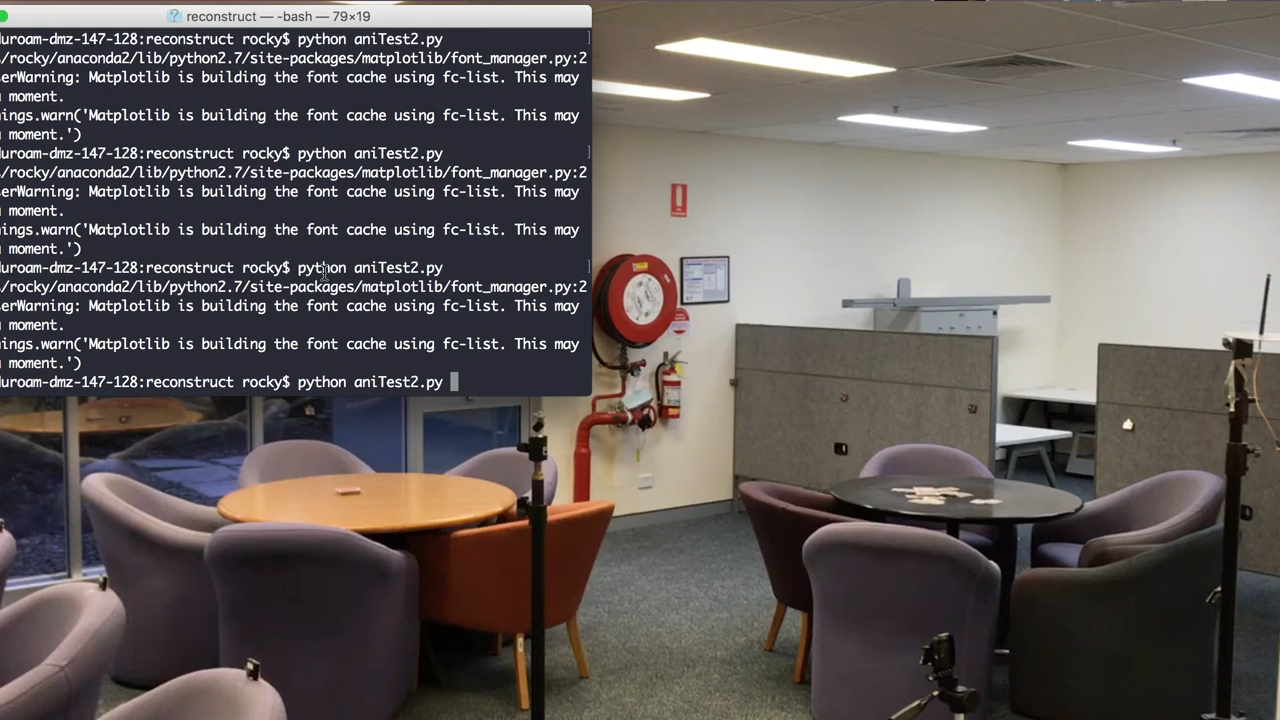 reconstruct — -bash — 79×19
duroam-dmz-147-128:reconstruct rocky$ python aniTest2.py
/rocky/anaconda2/lib/python2.7/site-packages/matplotlib/font_manager.py:2
erWarning: Matplotlib is building the font cache using fc-list. This may
moment.
ings.warn('Matplotlib is building the font cache using fc-list. This may
moment.')
duroam-dmz-147-128:reconstruct rocky$ python aniTest2.py
/rocky/anaconda2/lib/python2.7/site-packages/matplotlib/font_manager.py:2
erWarning: Matplotlib is building the font cache using fc-list. This may
moment.
ings.warn('Matplotlib is building the font cache using fc-list. This may
moment.')
duroam-dmz-147-128:reconstruct rocky$ python aniTest2.py
/rocky/anaconda2/lib/python2.7/site-packages/matplotlib/font_manager.py:2
erWarning: Matplotlib is building the font cache using fc-list. This may
moment.
ings.warn('Matplotlib is building the font cache using fc-list. This may
moment.')
duroam-dmz-147-128:reconstruct rocky$ python aniTest2.py